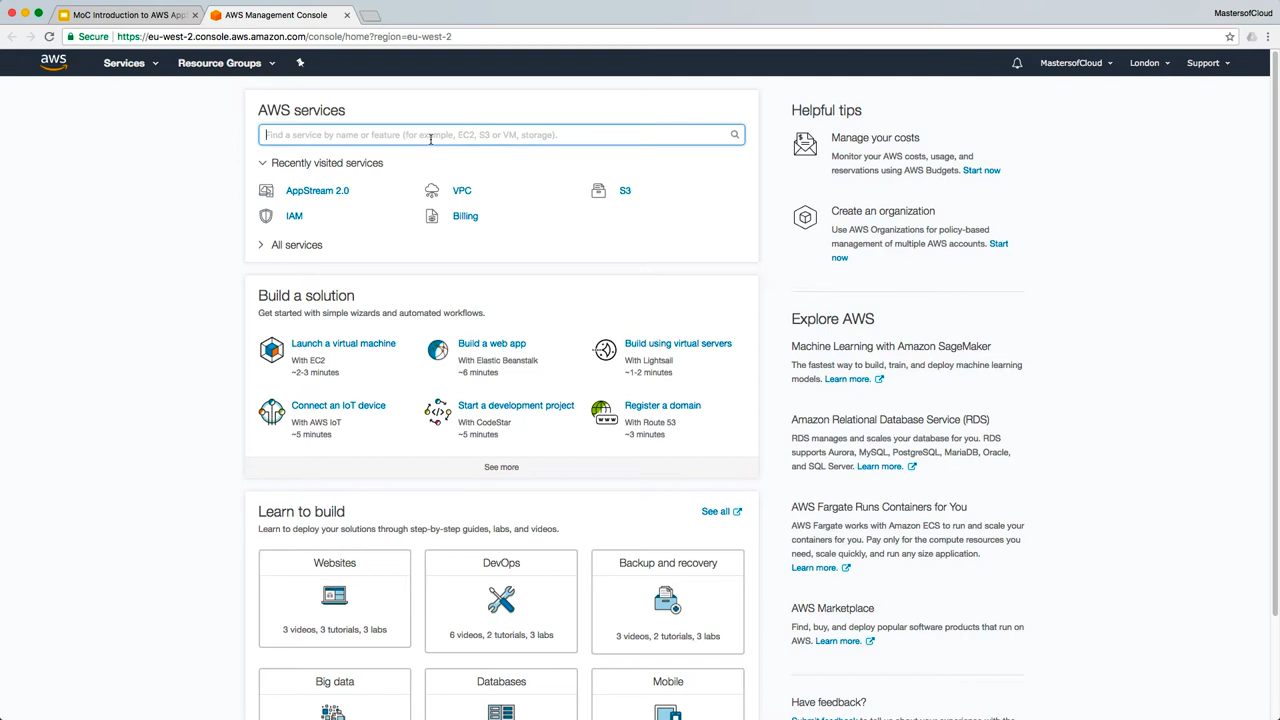 MoC Introduction to AWS App
AWS Management Console
MastersofCloud
Secure
https://eu-west-2.console.aws.amazon.com/console/home?region=eu-west-2
aws
Services
Resource Groups
MastersofCloud
London
Support
AWS services
Find a service by name or feature (for example, EC2, S3 or VM, storage).
Recently visited services
AppStream 2.0
VPC
S3
IAM
Billing
All services
Build a solution
Get started with simple wizards and automated workflows.
Launch a virtual machine
With EC2
~2-3 minutes
Build a web app
With Elastic Beanstalk
~6 minutes
Build using virtual servers
With Lightsail
~1-2 minutes
Connect an IoT device
With AWS IoT
~5 minutes
Start a development project
With CodeStar
~5 minutes
Register a domain
With Route 53
~3 minutes
See more
Learn to build
See all
Learn to deploy your solutions through step-by-step guides, labs, and videos.
Websites
3 videos, 3 tutorials, 3 labs
DevOps
6 videos, 2 tutorials, 3 labs
Backup and recovery
3 videos, 2 tutorials, 3 labs
Big data
Databases
Mobile
Helpful tips
Manage your costs
Monitor your AWS costs, usage, and
reservations using AWS Budgets. Start now
Create an organization
Use AWS Organizations for policy-based
management of multiple AWS accounts. Start
now
Explore AWS
Machine Learning with Amazon SageMaker
The fastest way to build, train, and deploy machine learning
models. Learn more.
Amazon Relational Database Service (RDS)
RDS manages and scales your database for you. RDS
supports Aurora, MySQL, PostgreSQL, MariaDB, Oracle,
and SQL Server. Learn more.
AWS Fargate Runs Containers for You
AWS Fargate works with Amazon ECS to run and scale your
containers for you. Pay only for the compute resources you
need, scale quickly, and run any size application.
Learn more.
AWS Marketplace
Find, buy, and deploy popular software products that run on
AWS. Learn more.
Have feedback?
Submit feedback to tell us about your experience with the